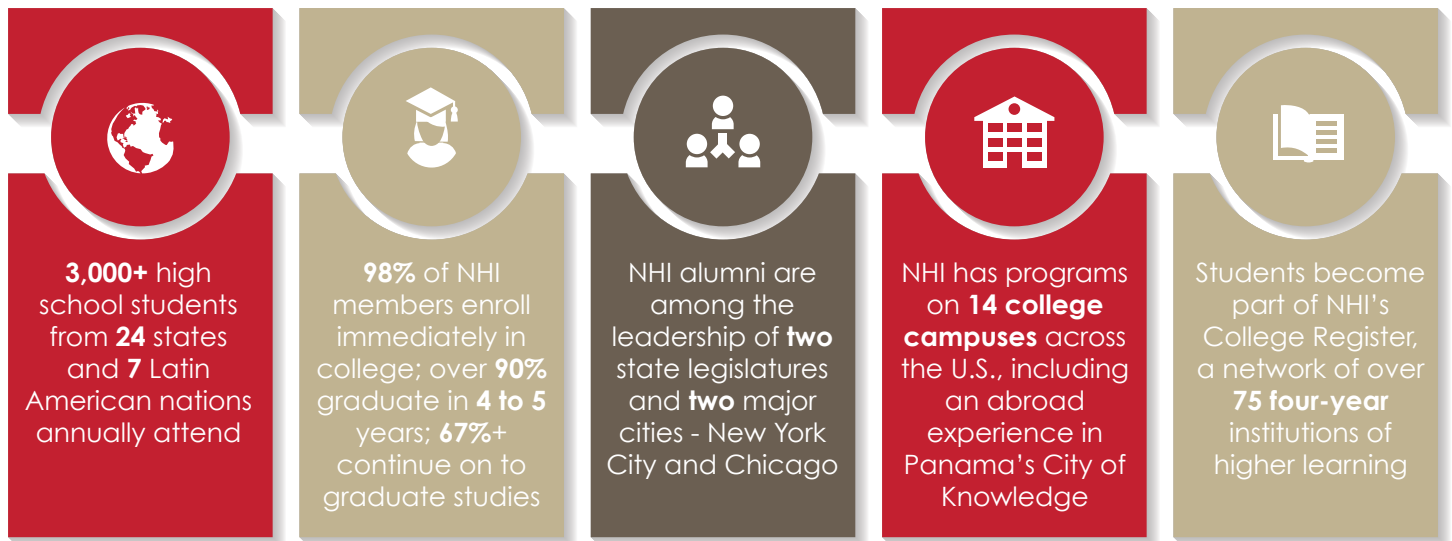 3,000+ high
school students
from 24 states
and 7 Latin
American nations
annually attend
98% of NHI
members enroll
immediately in
college; over 90%
graduate in 4 to 5
years; 67%+
continue on to
graduate studies
NHI alumni are
among the
leadership of two
state legislatures
and two major
cities - New York
City and Chicago
NHI has programs
on 14 college
campuses across
the U.S., including
an abroad
experience in
Panama’s City of
Knowledge
Students become
part of NHI’s
College Register,
a network of over
75 four-year
institutions of
higher learning